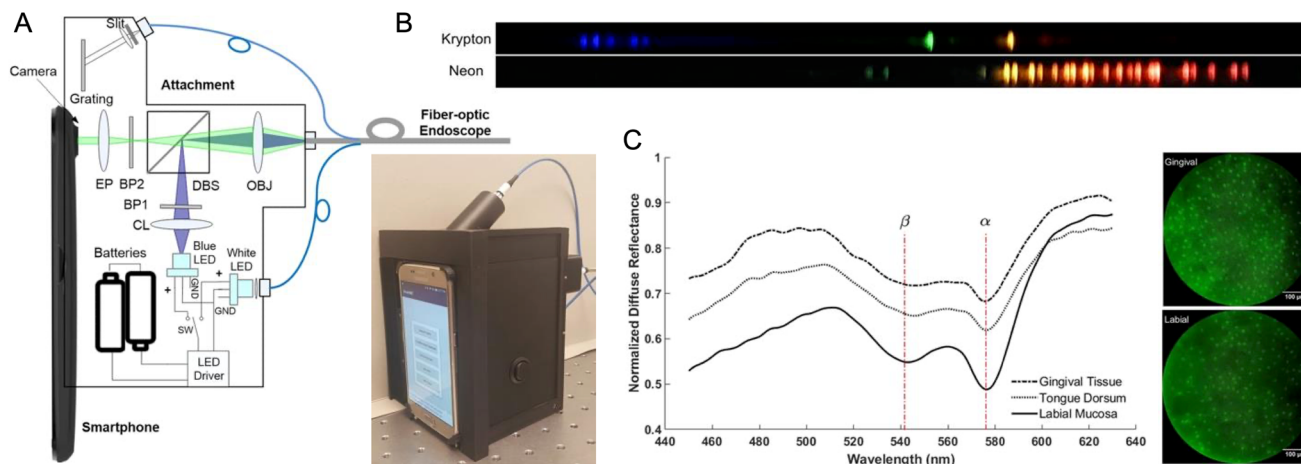 A
Slit
Camera
Attachment
Grating
Fiber-optic
Endoscope
EP
BP2
DBS
OBJ
BP1
CL
Batteries
Blue
LED
White
LED
+
GND
+
GND
SW
LED
Driver
Smartphone
B
Krypton
Neon
C
Normalized Diffuse Reflectance
1
0.9
0.8
0.7
0.6
0.5
0.4
β
α
Gingival Tissue
Tongue Dorsum
Labial Mucosa
440 460 480 500 520 540 560 580 600 620 640
Wavelength (nm)
Gingival
100 µ
Labial
100 µ